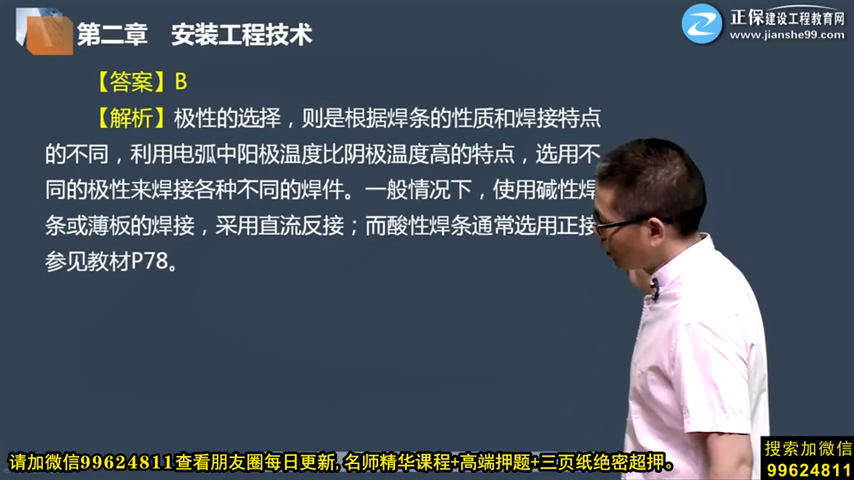 第二章 安装工程技术
正保建设工程教育网
www.jianshe99.com
【答案】B
【解析】极性的选择，则是根据焊条的性质和焊接特点
的不同，利用电弧中阳极温度比阴极温度高的特点，选用不
同的极性来焊接各种不同的焊件。一般情况下，使用碱性焊
条或薄板的焊接，采用直流反接；而酸性焊条通常选用正接
参见教材P78。
搜索加微信
99624811
请加微信99624811查看朋友圈每日更新,名师精华课程+高端押题+三页纸绝密超押。